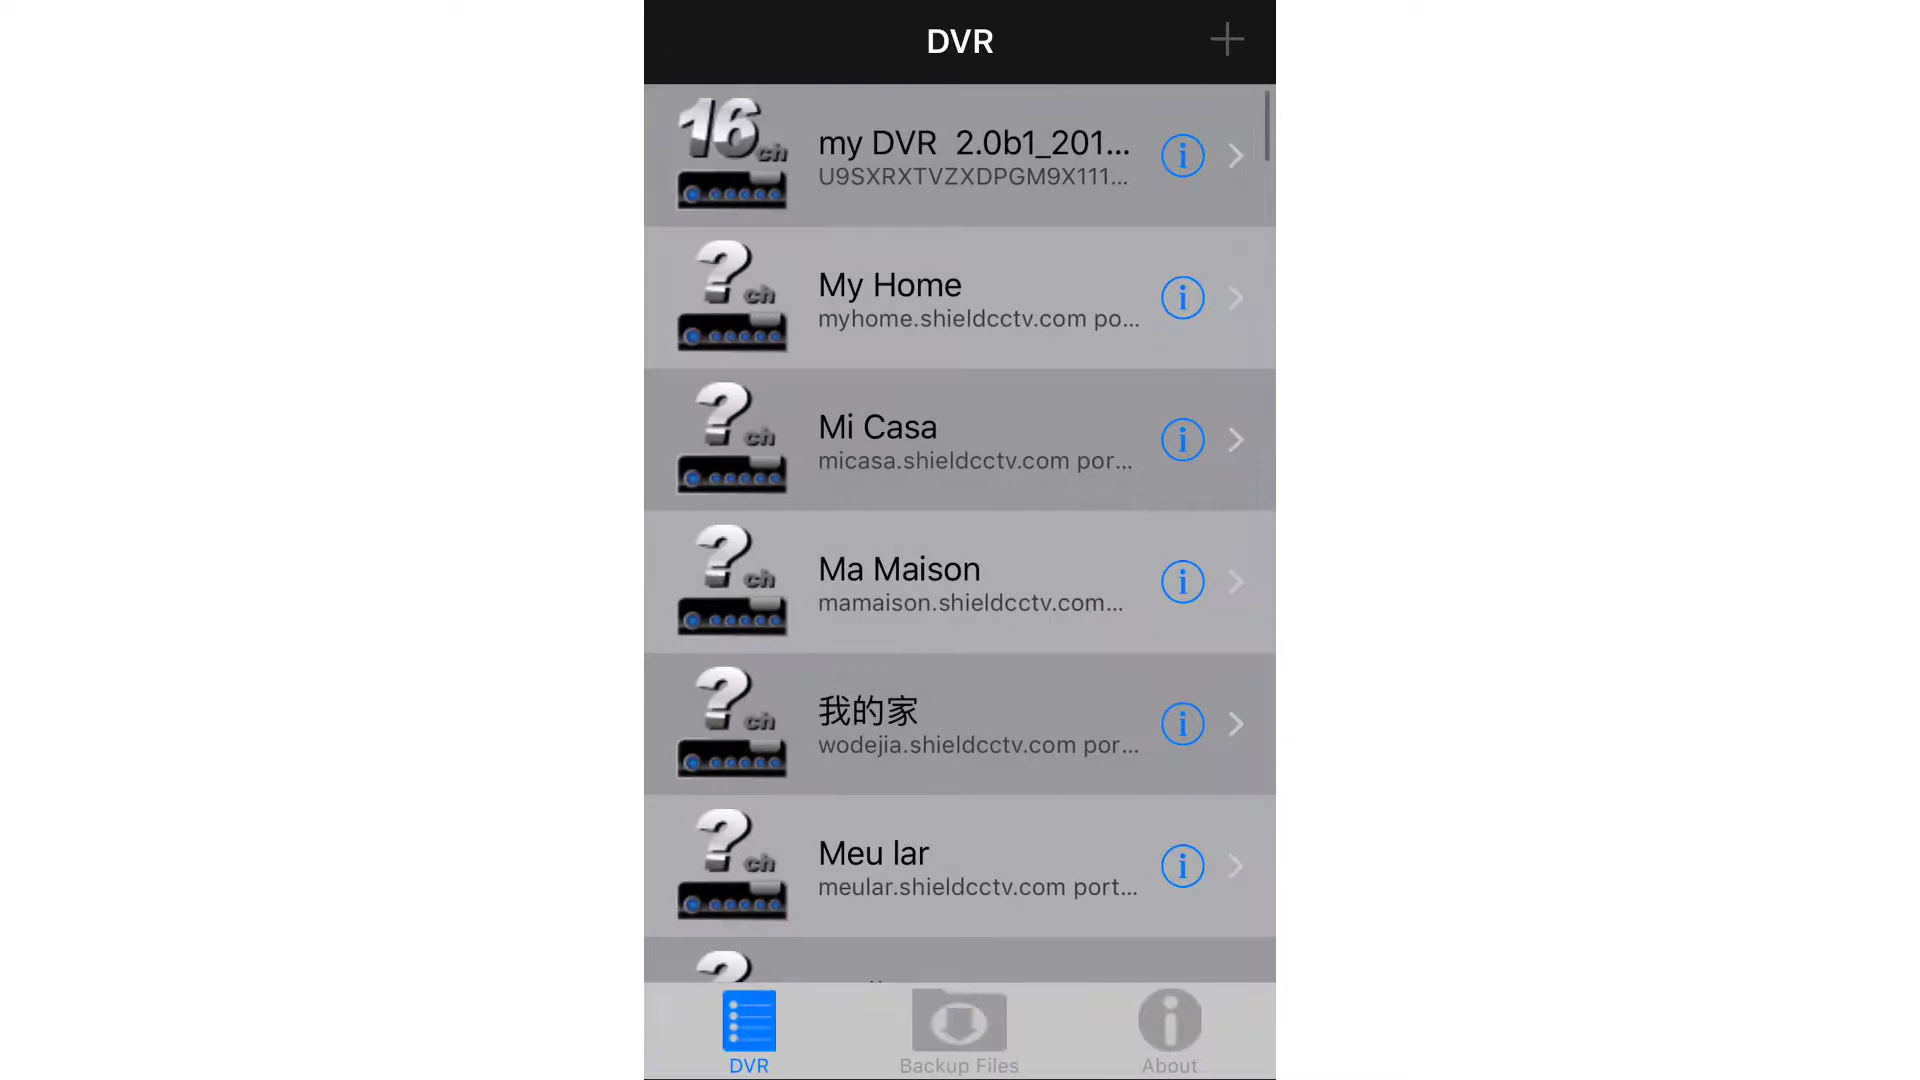 DVR
16ch
my DVR 2.0b1_201...
U9SXRXTVZXDPGM9X111...
?ch
My Home
myhome.shieldcctv.com po...
?ch
Mi Casa
micasa.shieldcctv.com por...
?ch
Ma Maison
mamaison.shieldcctv.com...
?ch
我的家
wodejia.shieldcctv.com por...
?ch
Meu lar
meular.shieldcctv.com port...
?
DVR
Backup Files
About